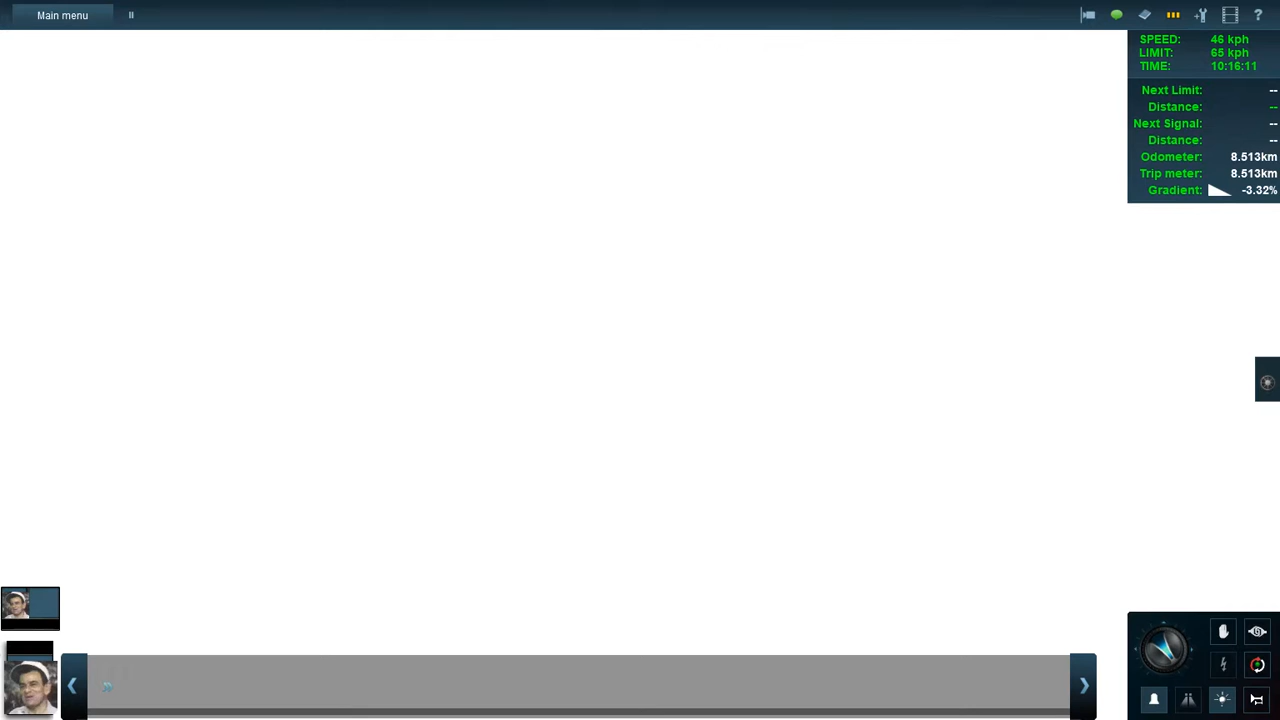 Main menu
SPEED: 46 kph
LIMIT: 65 kph
TIME: 10:16:11
Next Limit: --
Distance: --
Next Signal: --
Distance: --
Odometer: 8.513km
Trip meter: 8.513km
Gradient: -3.32%